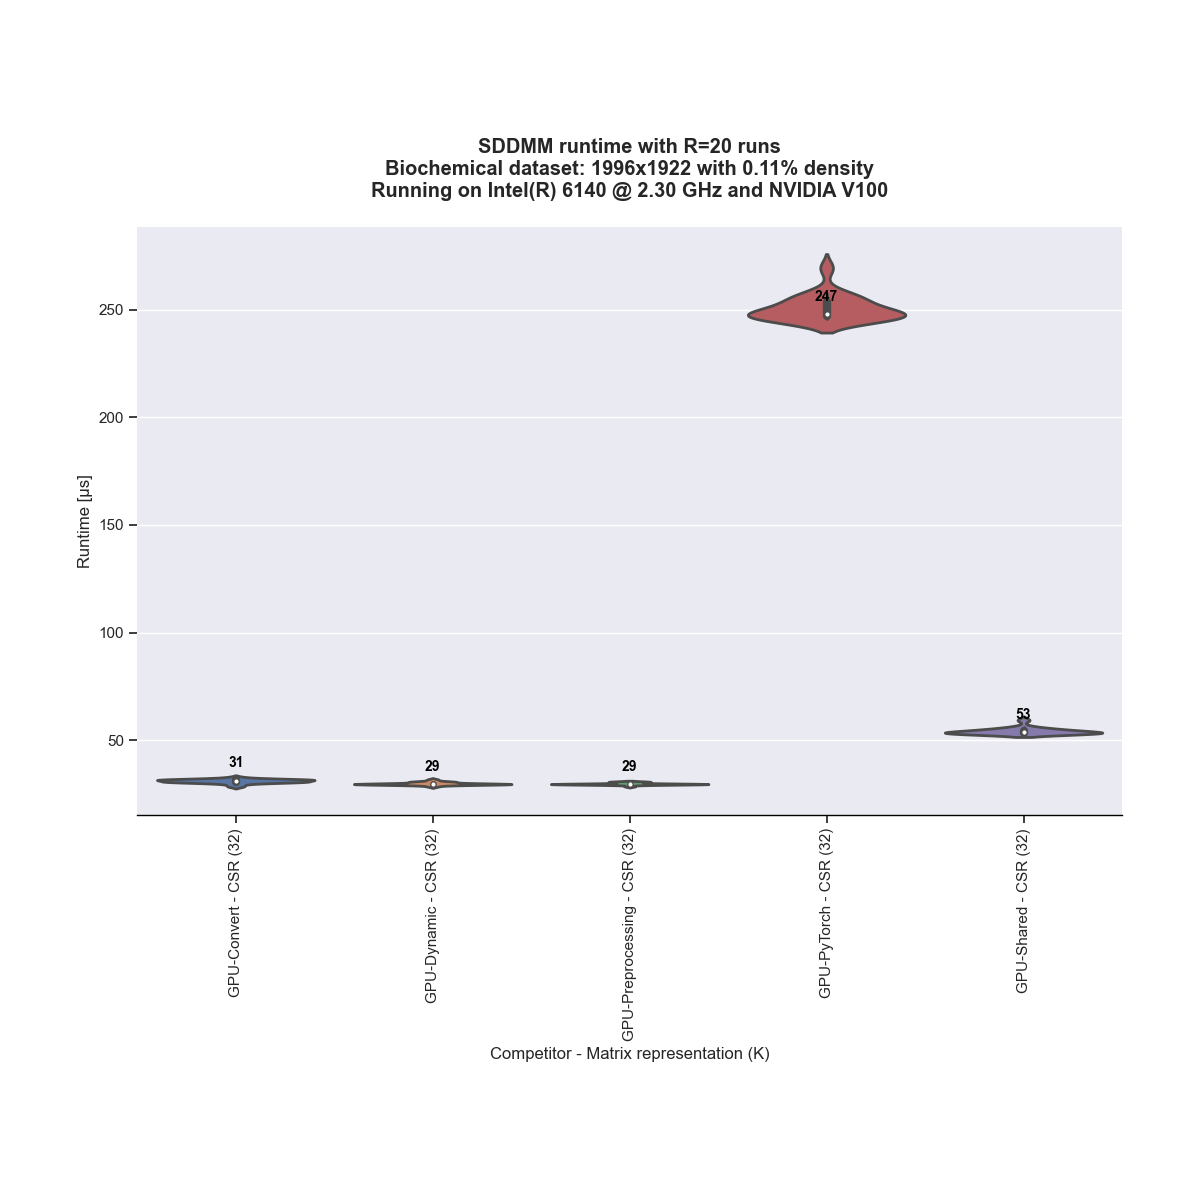 SDDMM runtime with R=20 runs
Biochemical dataset: 1996x1922 with 0.11% density
Running on Intel(R) 6140 @ 2.30 GHz and NVIDIA V100
Runtime [µs]
250
200
150
100
50
31
29
29
247
53
GPU-Convert - CSR (32)
GPU-Dynamic - CSR (32)
GPU-Preprocessing - CSR (32)
GPU-PyTorch - CSR (32)
GPU-Shared - CSR (32)
Competitor - Matrix representation (K)